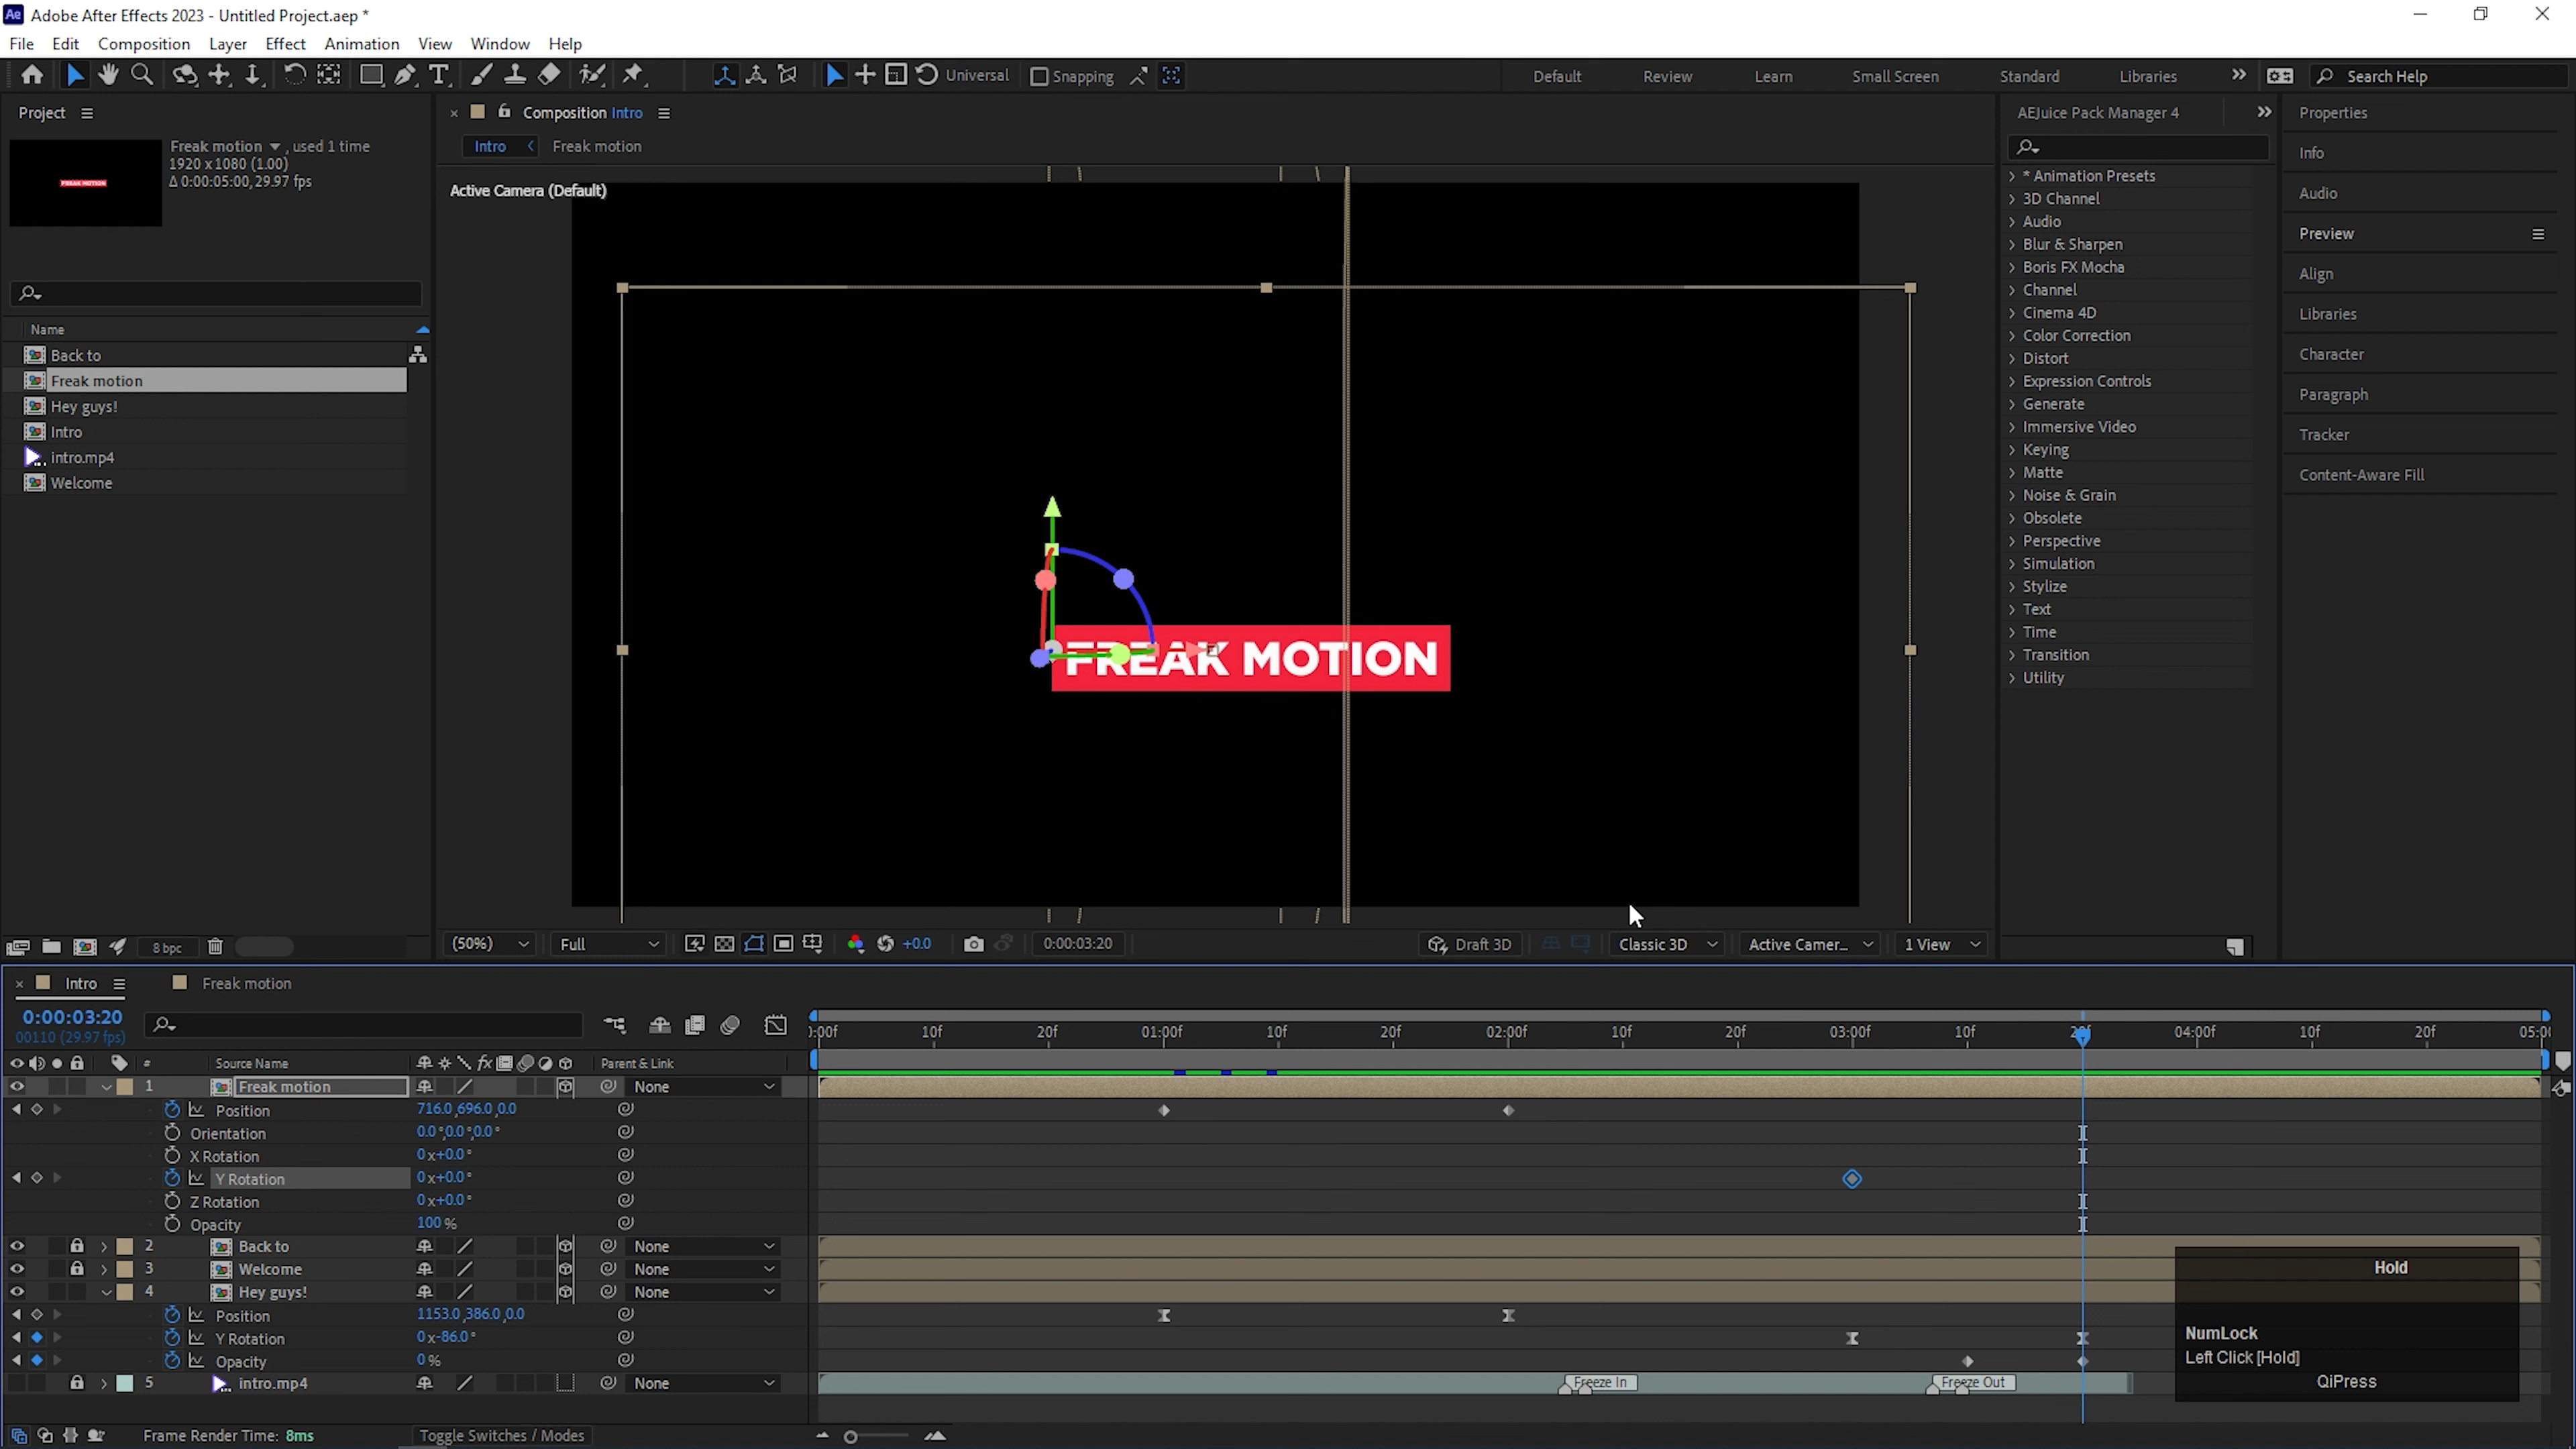 Ae Adobe After Effects 2023 - Untitled Project.aep *
File Edit Composition Layer Effect Animation View Window Help
Universal Snapping Default Review Learn Small Screen Standard Libraries Search Help
Project
Freak motion , used 1 time
1920 x 1080 (1.00)
Δ 0:00:05:00, 29.97 fps
FREAK MOTION
Name
Back to
Freak motion
Hey guys!
Intro
intro.mp4
Welcome
8 bpc
Composition Intro
Intro Freak motion
Active Camera (Default)
FREAK MOTION
(50%) Full +0.0 0:00:03:20 Draft 3D Classic 3D Active Camer... 1 View
AEJuice Pack Manager 4
* Animation Presets
3D Channel
Audio
Blur & Sharpen
Boris FX Mocha
Channel
Cinema 4D
Color Correction
Distort
Expression Controls
Generate
Immersive Video
Keying
Matte
Noise & Grain
Obsolete
Perspective
Simulation
Stylize
Text
Time
Transition
Utility
Properties
Info
Audio
Preview
Align
Libraries
Character
Paragraph
Tracker
Content-Aware Fill
Intro Freak motion
0:00:03:20
00110 (29.97 fps)
):00f 10f 20f 01:00f 10f 20f 02:00f 10f 20f 03:00f 10f 20f 04:00f 10f 20f 05:0(
# Source Name fx Parent & Link
1 Freak motion None
Position 716.0,696.0,0.0
Orientation 0.0°,0.0°,0.0°
X Rotation 0x+0.0°
Y Rotation 0x+0.0°
Z Rotation 0x+0.0°
Opacity 100%
2 Back to None
3 Welcome None
4 Hey guys! None
Position 1153.0,386.0,0.0
Y Rotation 0x-86.0°
Opacity 0%
5 intro.mp4 None
Freeze In Freeze Out
Hold
NumLock
Left Click [Hold]
QiPress
Frame Render Time: 8ms Toggle Switches / Modes